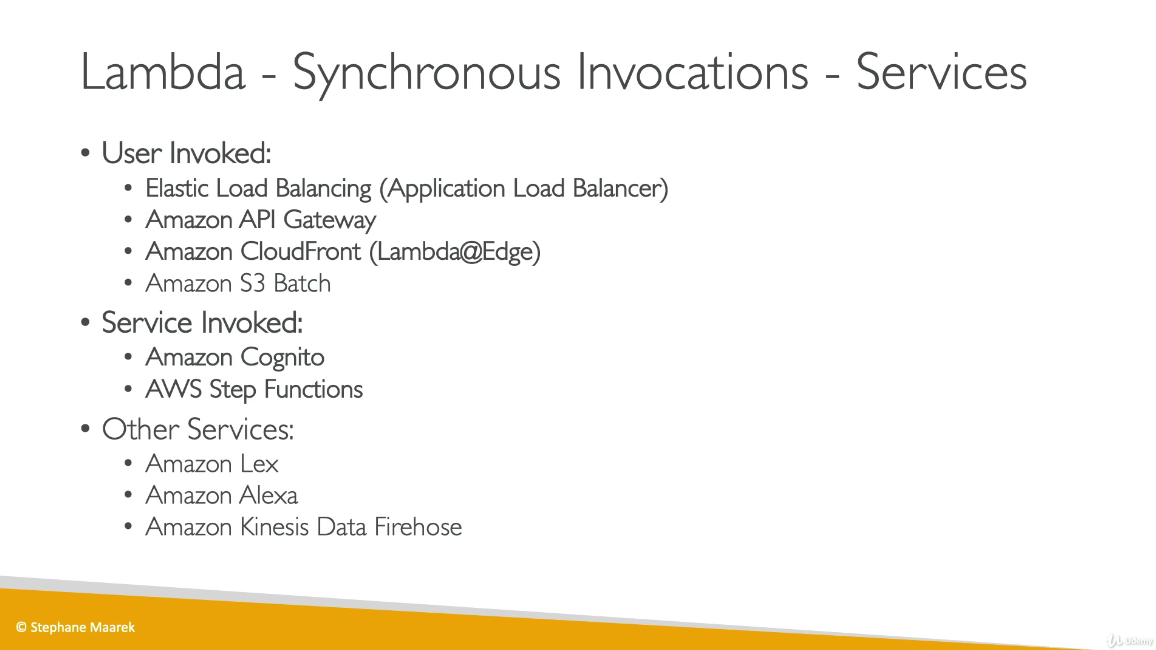 Lambda - Synchronous Invocations - Services
• User Invoked:
• Elastic Load Balancing (Application Load Balancer)
• Amazon API Gateway
• Amazon CloudFront (Lambda@Edge)
• Amazon S3 Batch
• Service Invoked:
• Amazon Cognito
• AWS Step Functions
• Other Services:
• Amazon Lex
• Amazon Alexa
• Amazon Kinesis Data Firehose
© Stephane Maarek
Udemy